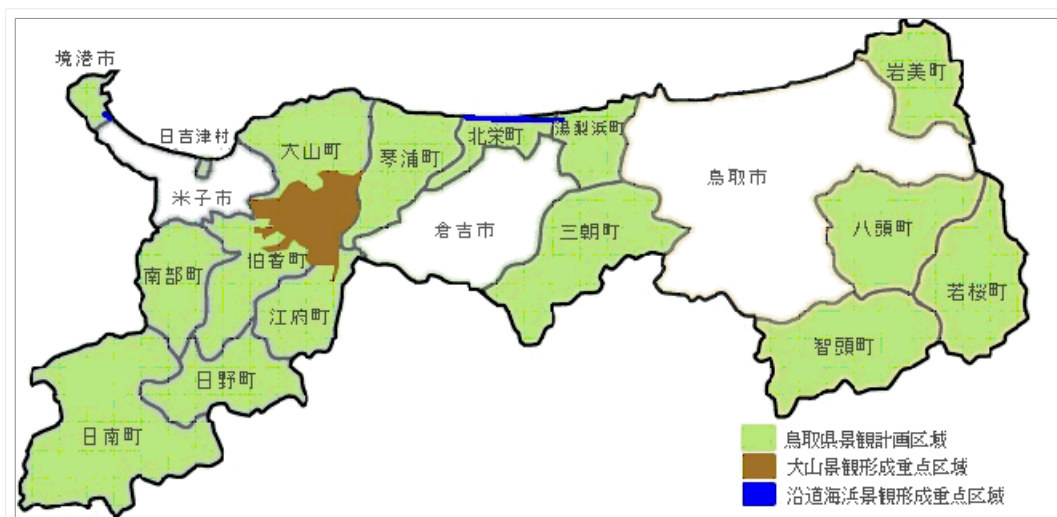 境港市
岩美町
日吉津村
大山町
琴浦町
北栄町
湯梨浜町
米子市
鳥取市
倉吉市
三朝町
八頭町
南部町
伯耆町
江府町
若桜町
智頭町
日野町
日南町
鳥取県景観計画区域
大山景観形成重点区域
沿道海浜景観形成重点区域